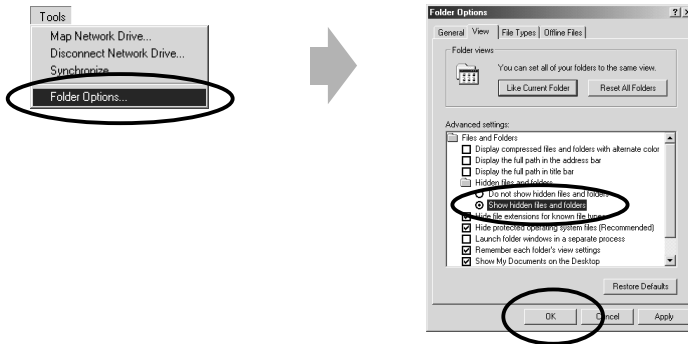 Tools
Map Network Drive...
Disconnect Network Drive...
Synchronize...
Folder Options...
Folder Options
General View File Types Offline Files
Folder views
You can set all of your folders to the same view.
Like Current Folder Reset All Folders
Advanced settings:
Files and Folders
Display compressed files and folders with alternate color
Display the full path in the address bar
Display the full path in title bar
Hidden files and folders
Do not show hidden files and folders
Show hidden files and folders
Hide file extensions for known file types
Hide protected operating system files (Recommended)
Launch folder windows in a separate process
Remember each folder's view settings
Show My Documents on the Desktop
Restore Defaults
OK Cancel Apply